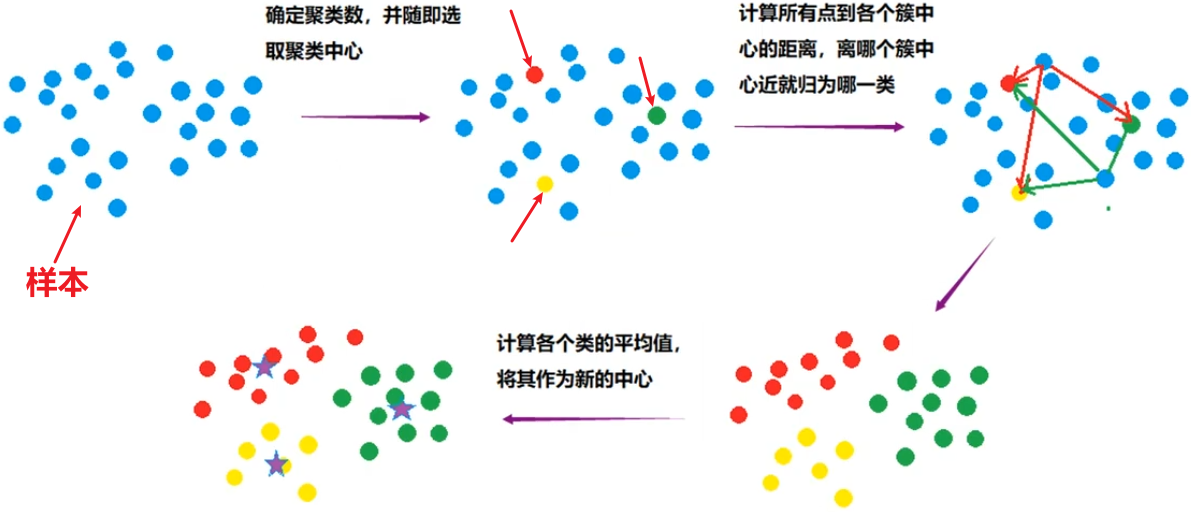 确定聚类数，并随即选
取聚类中心
计算所有点到各个簇中
心的距离，离哪个簇中
心近就归为哪一类
样本
计算各个类的平均值，
将其作为新的中心